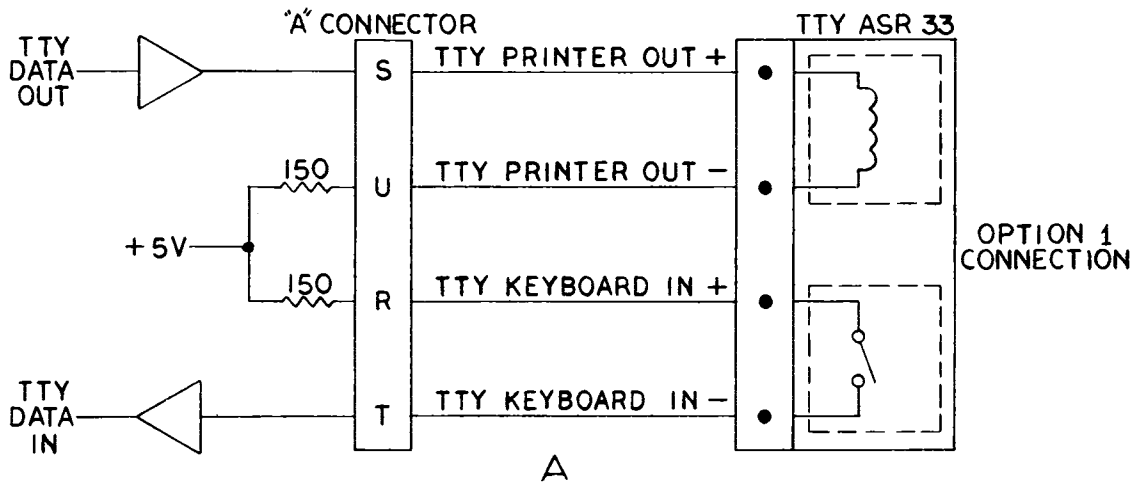 "A" CONNECTOR
TTY ASR 33
TTY
DATA
OUT
S
TTY PRINTER OUT +
150
U
TTY PRINTER OUT -
+5V
OPTION 1
CONNECTION
150
R
TTY KEYBOARD IN +
TTY
DATA
IN
T
TTY KEYBOARD IN -
A